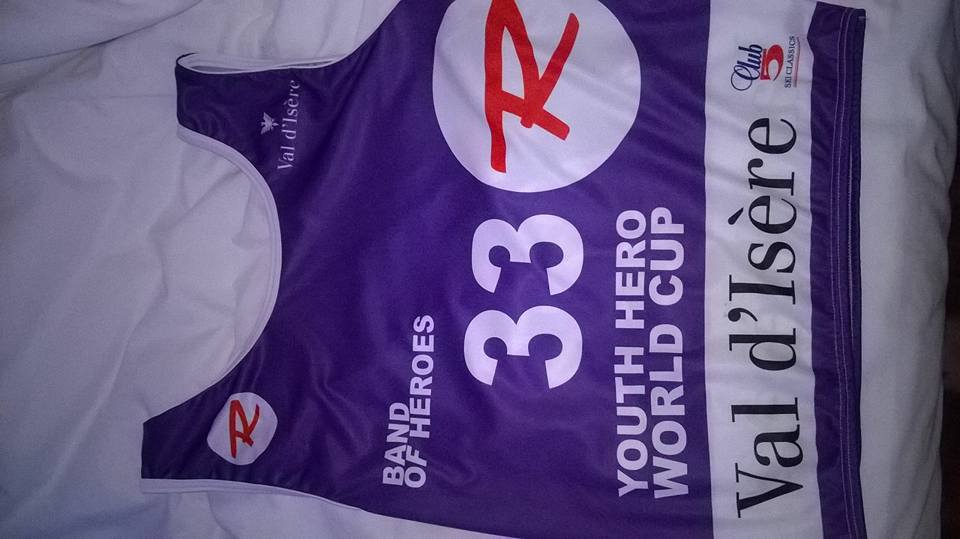 R
Val d'Isère
BAND
OF HEROES
33
R
YOUTH HERO
WORLD CUP
Val d'Isère
Club
5
SKI CLASSICS